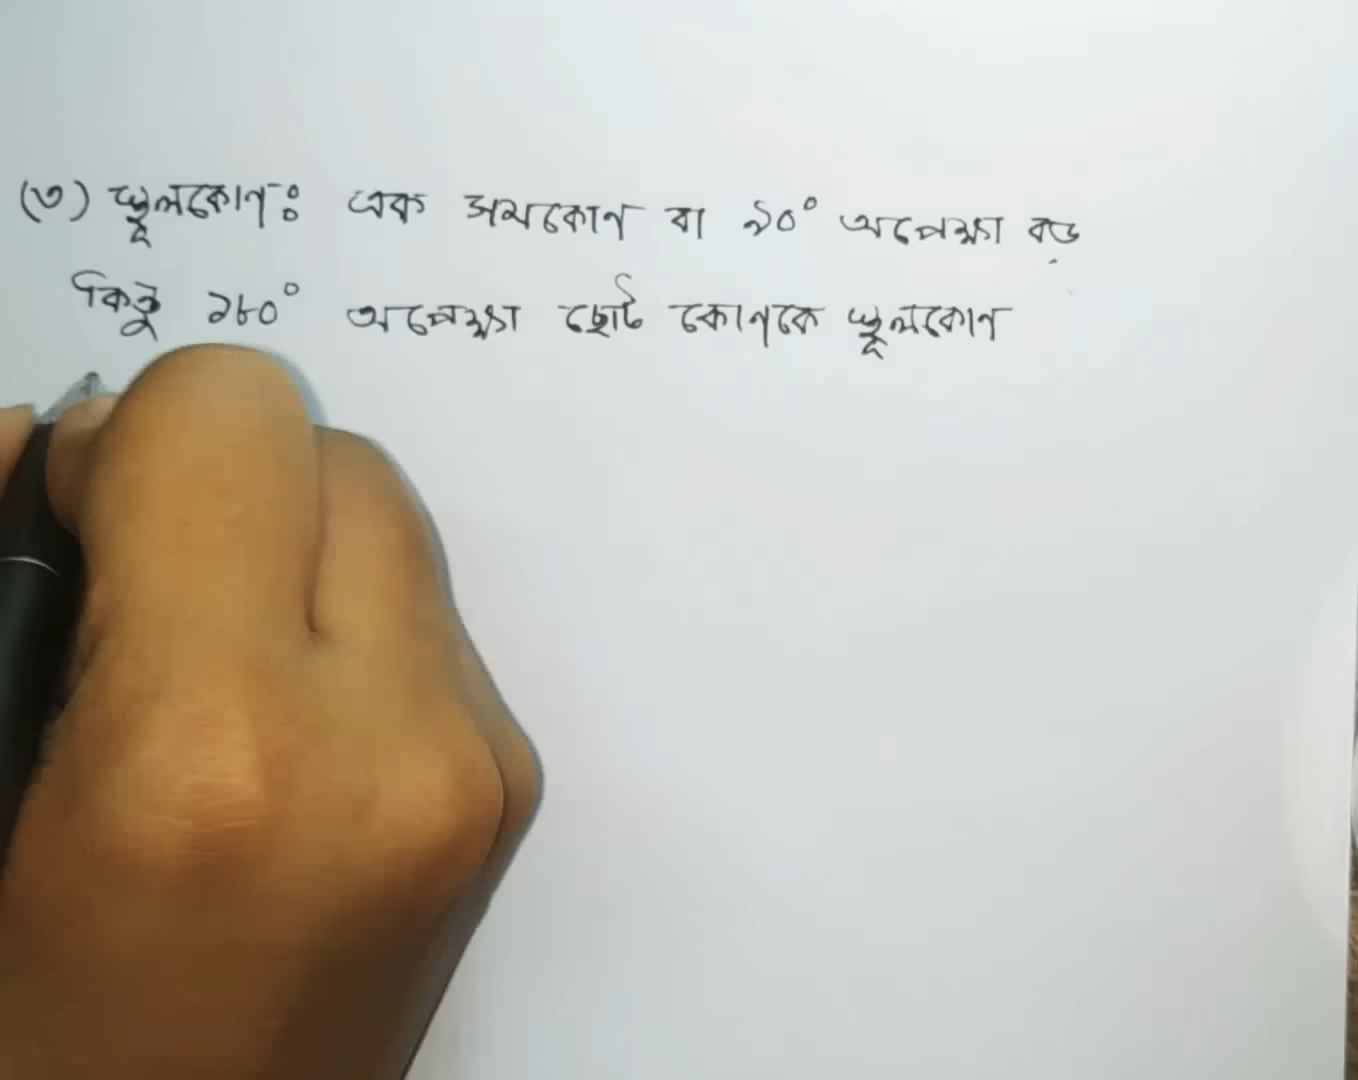 (৩) স্থূলকোণঃ এক সমকোণ বা ৯০° অপেক্ষা বড়
কিন্তু ১৮০° অপেক্ষা ছোট কোণকে স্থূলকোণ